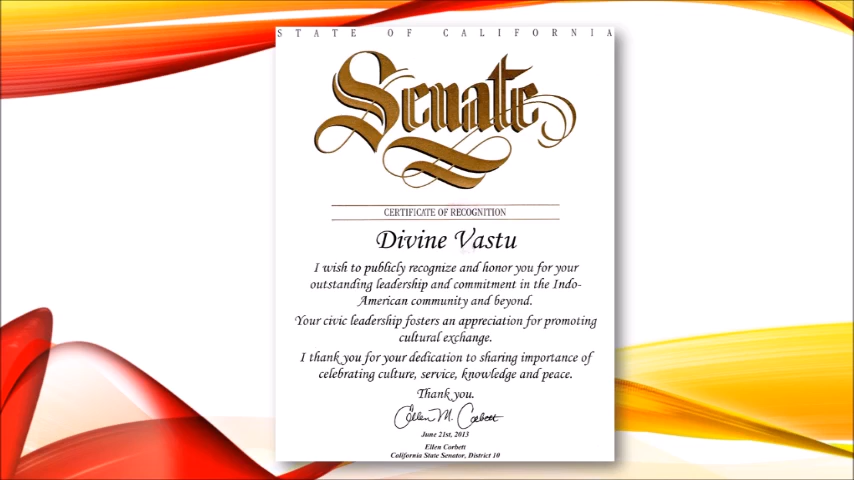 STATE OF CALIFORNIA
Senate
CERTIFICATE OF RECOGNITION
Divine Vastu
I wish to publicly recognize and honor you for your
outstanding leadership and commitment in the Indo-
American community and beyond.
Your civic leadership fosters an appreciation for promoting
cultural exchange.
I thank you for your dedication to sharing importance of
celebrating culture, service, knowledge and peace.
Thank you.
Ellen M. Corbett
June 21st, 2013
Ellen Corbett
California State Senator, District 10